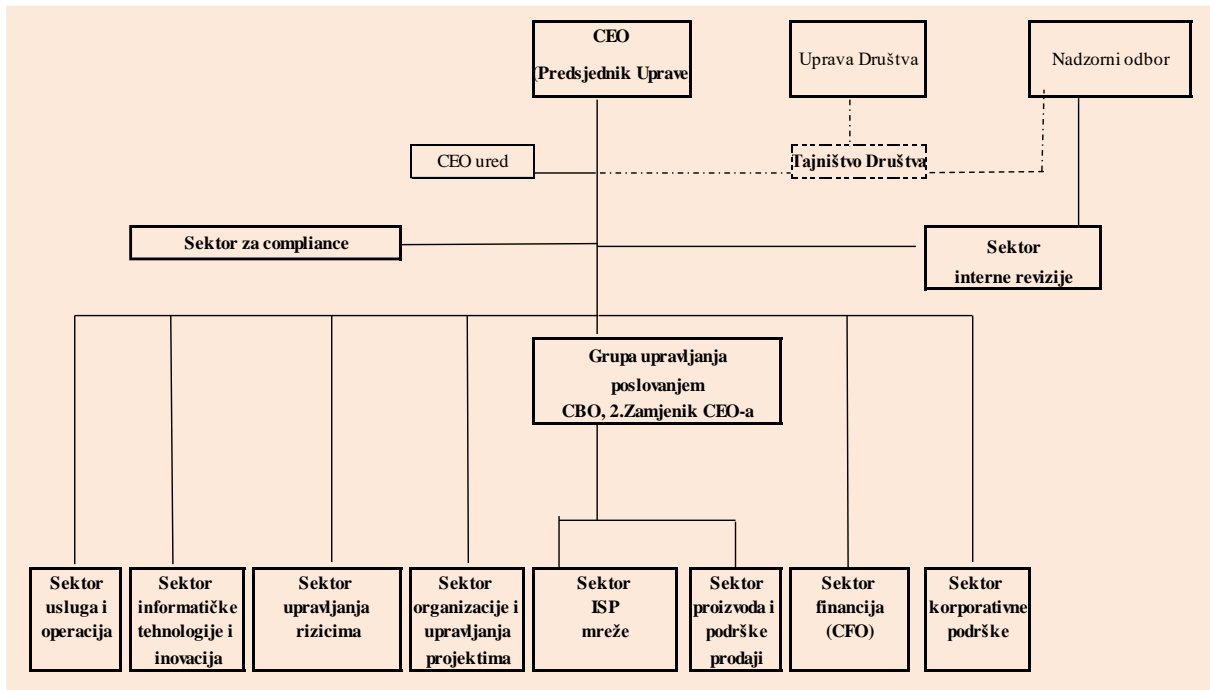 CEO
(Predsjednik Uprave
Uprava Društva
Nadzorni odbor
CEO ured
Tajništvo Društva
Sektor za compliance
Sektor
interne revizije
Grupa upravljanja
poslovanjem
CBO, 2.Zamjenik CEO-a
Sektor
usluga i
operacija
Sektor
informatičke
tehnologije i
inovacija
Sektor
upravljanja
rizicima
Sektor
organizacije i
upravljanja
projektima
Sektor
ISP
mreže
Sektor
proizvoda i
podrške
prodaji
Sektor
financija
(CFO)
Sektor
korporativne
podrške